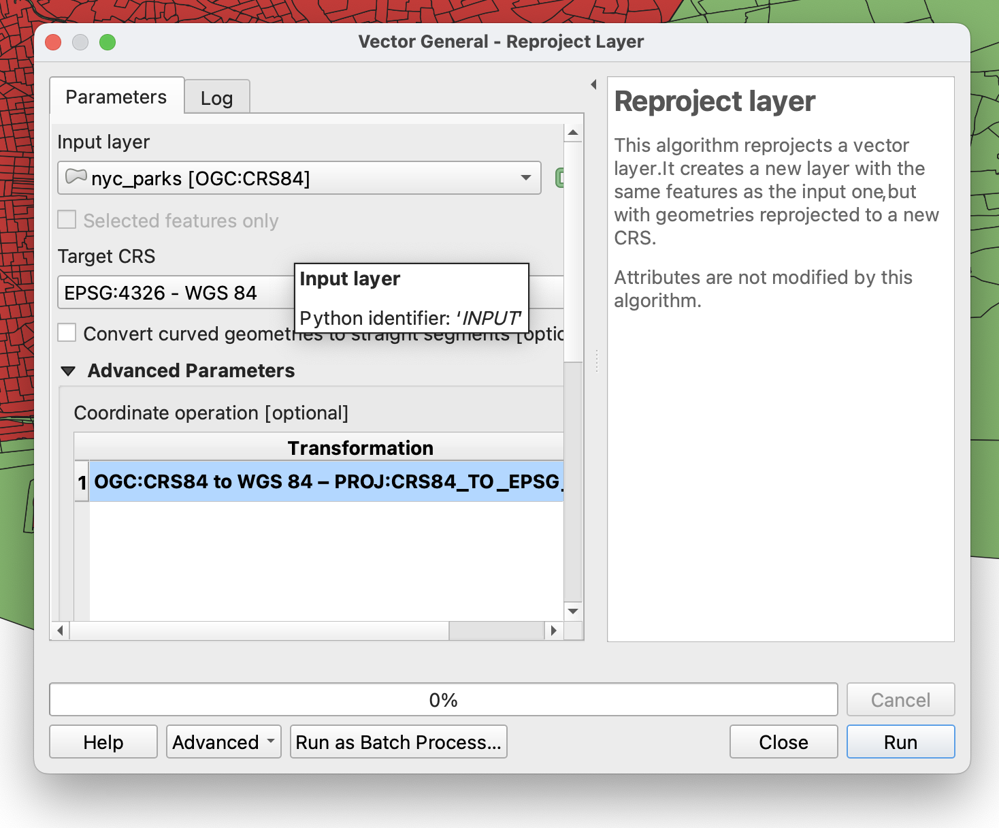 Vector General - Reproject Layer
Parameters
Log
Input layer
nyc_parks [OGC:CRS84]
Selected features only
Target CRS
EPSG:4326 - WGS 84
Input layer
Python identifier: ‘INPUT’
Convert curved geometries to straight segments [optio
Advanced Parameters
Coordinate operation [optional]
Transformation
1 OGC:CRS84 to WGS 84 – PROJ:CRS84_TO_EPSG_
Reproject layer
This algorithm reprojects a vector
layer.It creates a new layer with the
same features as the input one,but
with geometries reprojected to a new
CRS.
Attributes are not modified by this
algorithm.
0%
Cancel
Help
Advanced
Run as Batch Process...
Close
Run